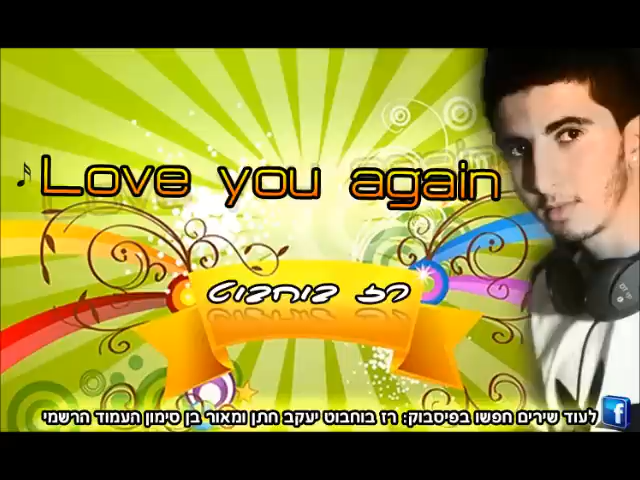 Love you again
רז בוחבוט
לעוד שירים חפשו בפיסבוק: רז בוחבוט יעקב חתן ומאור בן סימון העמוד הרשמי
f